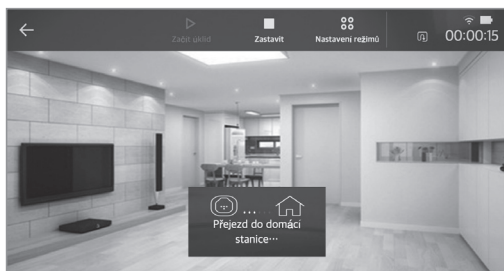 Začít úklid
Zastavit
Nastavení režimů
00:00:15
Přejezd do domácí
stanice...